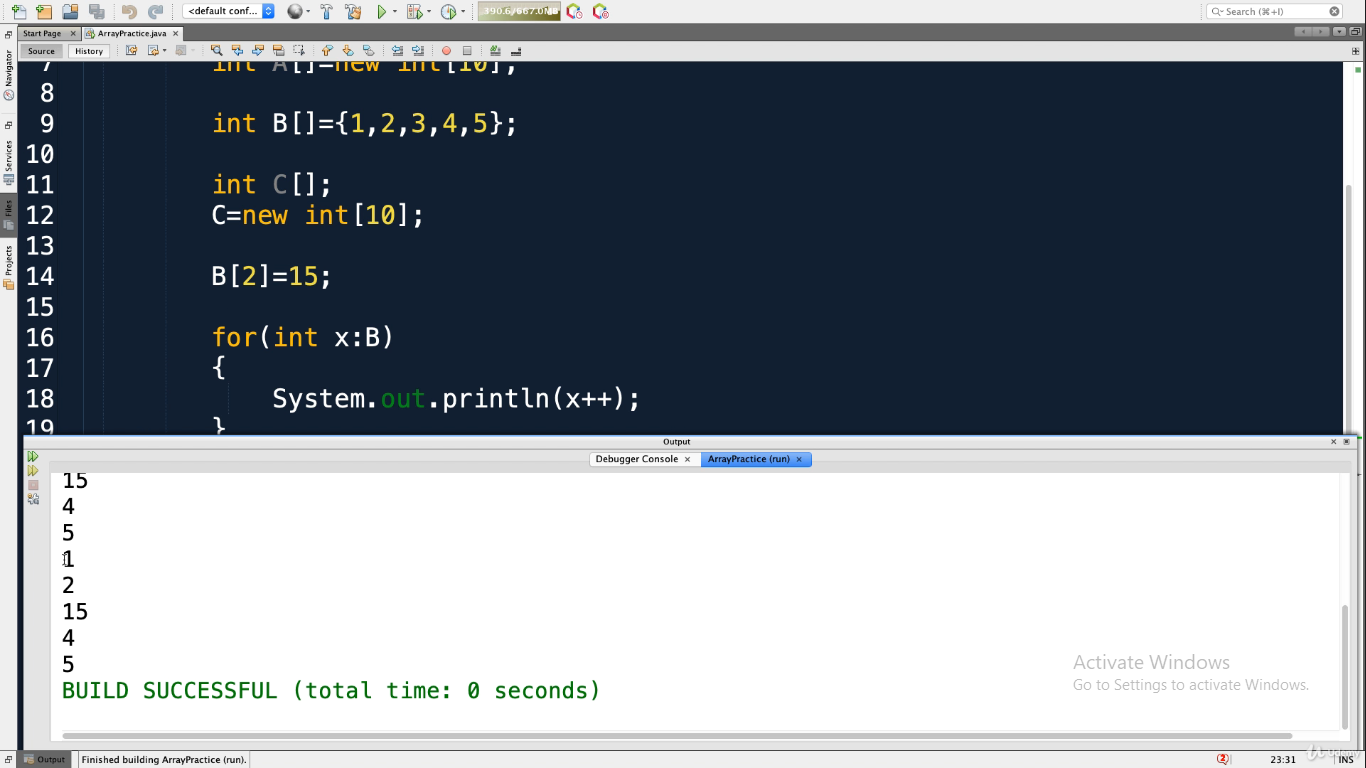 <default conf...
390.6/667.0MB
Search (⌘+I)
Start Page
ArrayPractice.java
Source
History
Navigator
Services
Files
Projects
7 int A[]=new int[10];
8
9 int B[]={1,2,3,4,5};
10
11 int C[];
12 C=new int[10];
13
14 B[2]=15;
15
16 for(int x:B)
17 {
18 System.out.println(x++);
19 }
Output
Debugger Console
ArrayPractice (run)
15
4
5
1
2
15
4
5
BUILD SUCCESSFUL (total time: 0 seconds)
Activate Windows
Go to Settings to activate Windows.
Output
Finished building ArrayPractice (run).
2
23:31
INS
Udemy